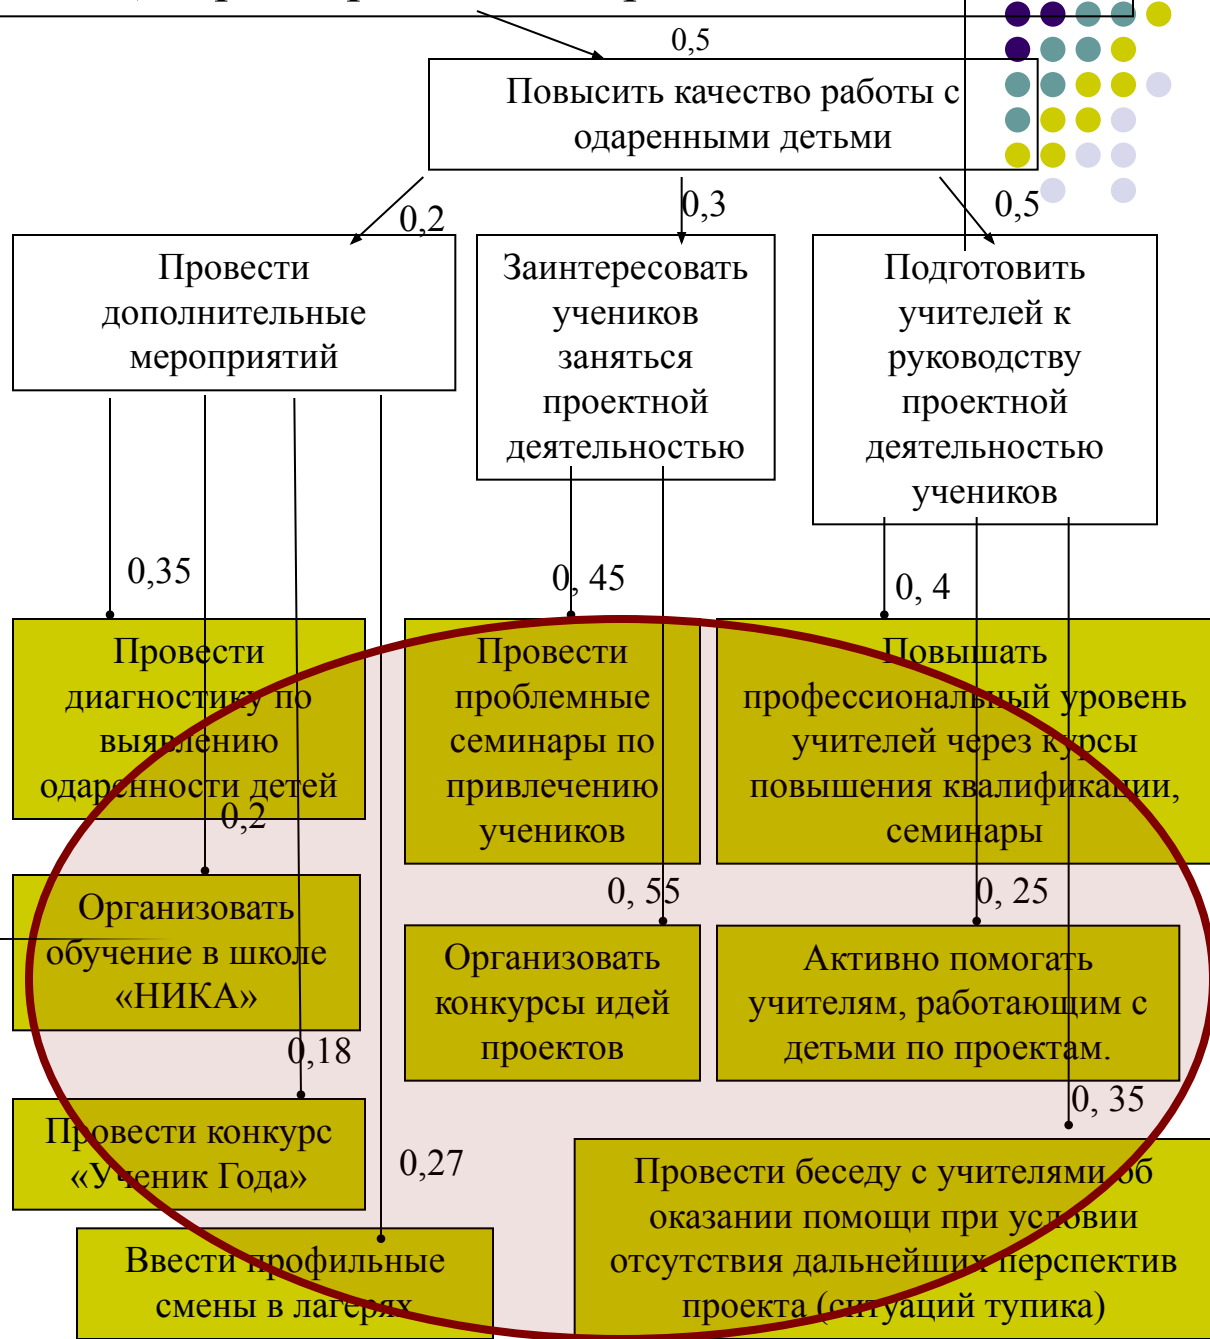 0,5
Повысить качество работы с
одаренными детьми
0,2
0,3
0,5
Провести
дополнительные
мероприятий
Заинтересовать
учеников
заняться
проектной
деятельностью
Подготовить
учителей к
руководству
проектной
деятельностью
учеников
0,35
0, 45
0, 4
Провести
диагностику по
выявлению
одаренности детей
Провести
проблемные
семинары по
привлечению
учеников
Повышать
профессиональный уровень
учителей через курсы
повышения квалификации,
семинары
0,2
0, 55
0, 25
Организовать
обучение в школе
«НИКА»
Организовать
конкурсы идей
проектов
Активно помогать
учителям, работающим с
детьми по проектам.
0,18
0, 35
Провести конкурс
«Ученик Года»
0,27
Провести беседу с учителями об
оказании помощи при условии
отсутствия дальнейших перспектив
проекта (ситуаций тупика)
Ввести профильные
смены в лагерях